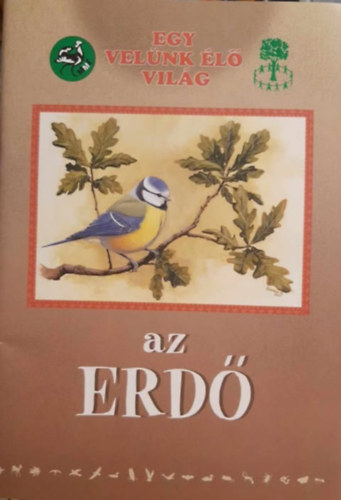 EGY
VELÜNK ÉLŐ
VILÁG
az
ERDŐ